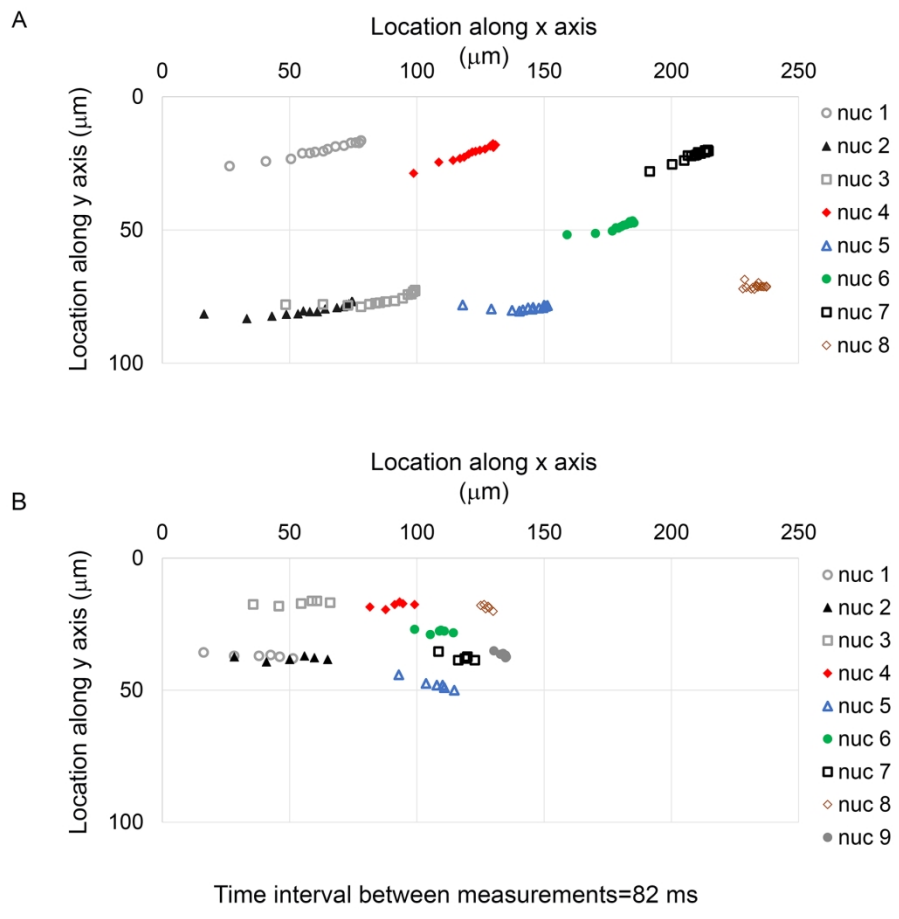 A
Location along x axis
(μm)
0 50 100 150 200 250
Location along y axis (μm)
0
50
100
nuc 1
nuc 2
nuc 3
nuc 4
nuc 5
nuc 6
nuc 7
nuc 8
B
Location along x axis
(μm)
0 50 100 150 200 250
Location along y axis (μm)
0
50
100
nuc 1
nuc 2
nuc 3
nuc 4
nuc 5
nuc 6
nuc 7
nuc 8
nuc 9
Time interval between measurements=82 ms